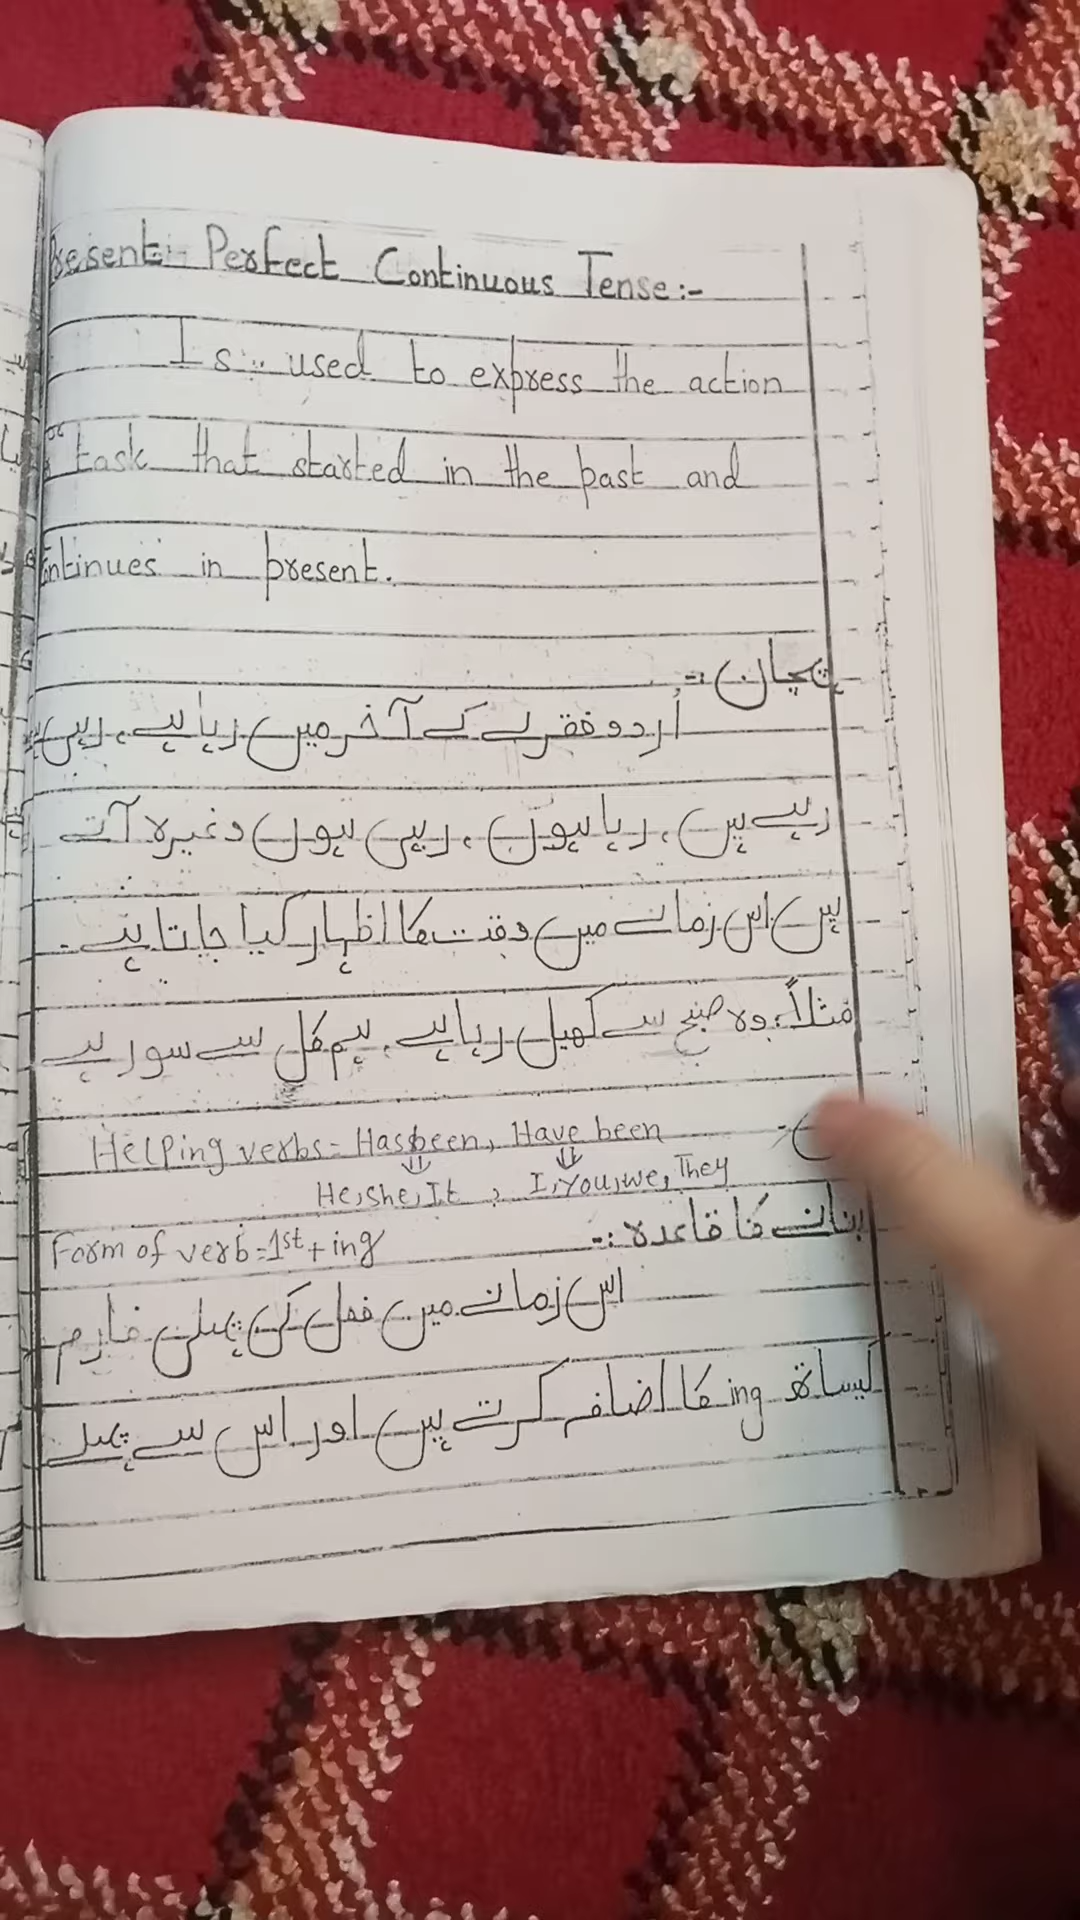 Present:- Perfect Continuous Tense:-
Is used to express the action
or task that started in the past and
continues in present.
پہچان:-
اُردو فقرے کے آخر میں رہا ہے، رہی ہے
رہے ہیں، رہا ہوں، رہی ہوں وغیرہ آتے
ہیں اس زمانے میں وقت کا اظہار کیا جاتا ہے۔
مثلاً: وہ صبح سے کھیل رہا ہے، ہم کل سے سو رہے
Helping verbs= Has been, Have been
He, she, It , I, You, we, They
Form of verb=1st+ing
بنانے کا قاعدہ:-
اس زمانے میں فعل کی پہلی فارم
کیساتھ ing کا اضافہ کرتے ہیں اور اس سے پہلے